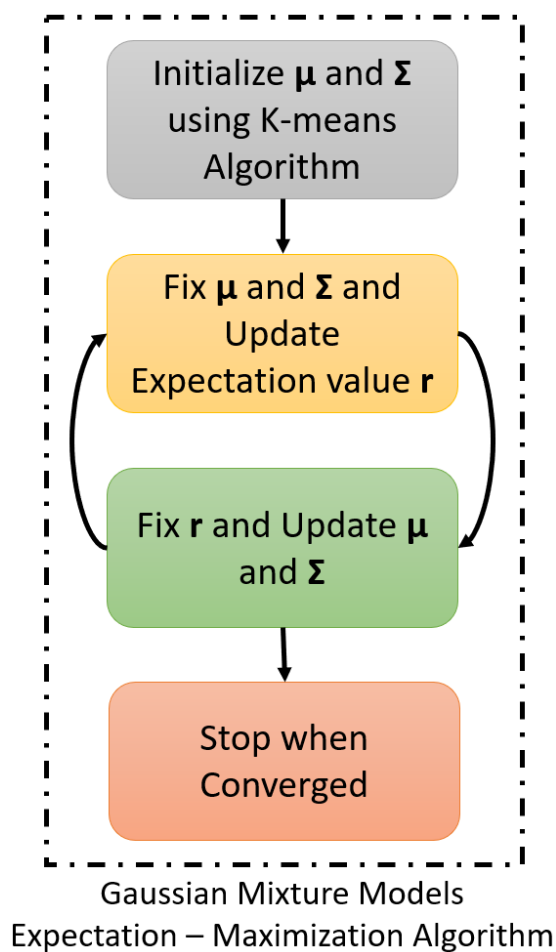 Initialize μ and Σ
using K-means
Algorithm
Fix μ and Σ and
Update
Expectation value r
Fix r and Update μ
and Σ
Stop when
Converged
Gaussian Mixture Models
Expectation – Maximization Algorithm